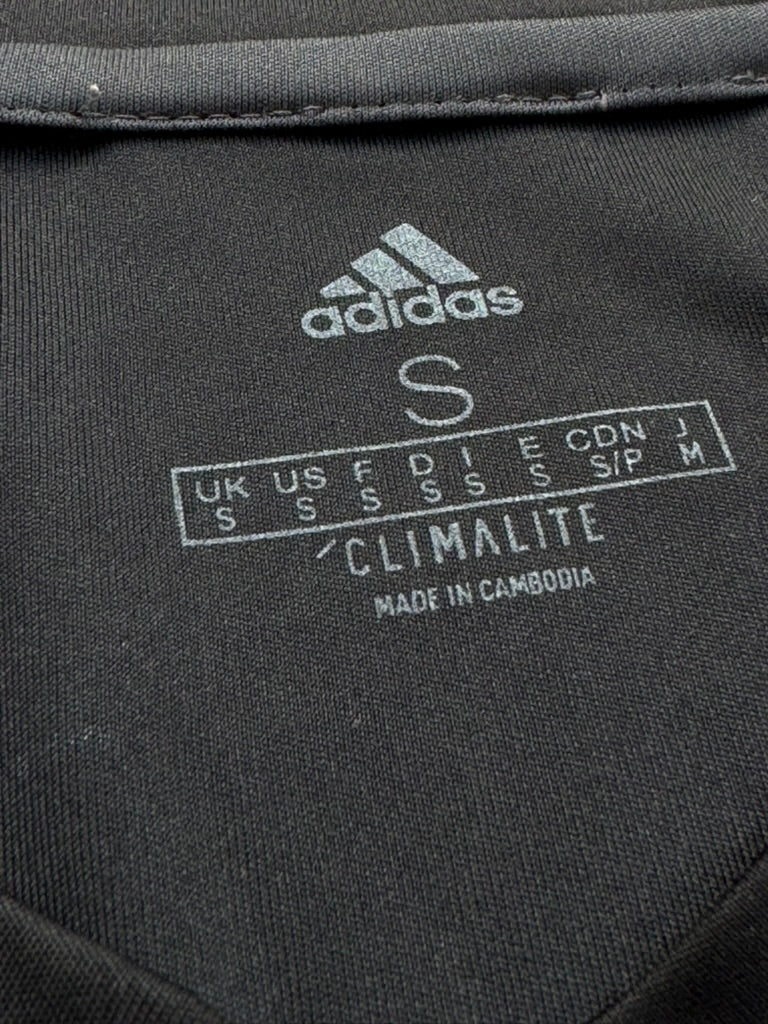 adidas
S
UK US F D I E CDN J
S S S S S S S/P M
CLIMALITE
MADE IN CAMBODIA